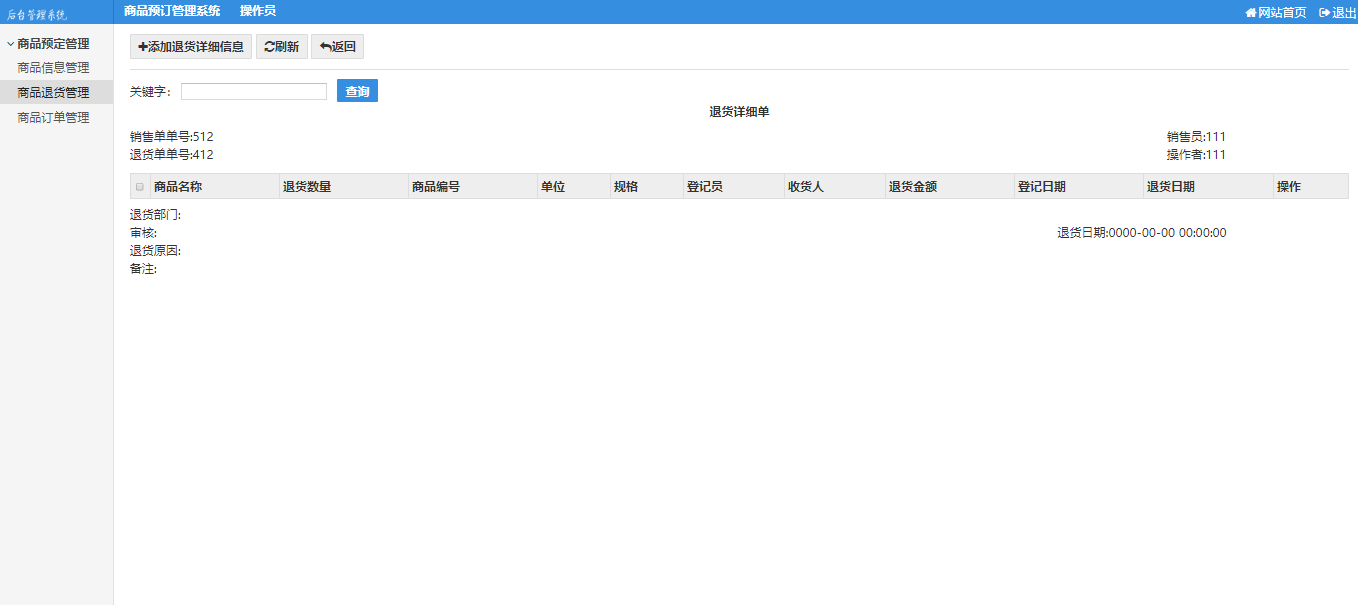 后台管理系统
商品预订管理系统 操作员
网站首页 退出
商品预定管理
商品信息管理
商品退货管理
商品订单管理
添加退货详细信息 刷新 返回
关键字: 查询
退货详细单
销售单单号:512 销售员:111
退货单单号:412 操作者:111
商品名称 退货数量 商品编号 单位 规格 登记员 收货人 退货金额 登记日期 退货日期 操作
退货部门:
审核: 退货日期:0000-00-00 00:00:00
退货原因:
备注: